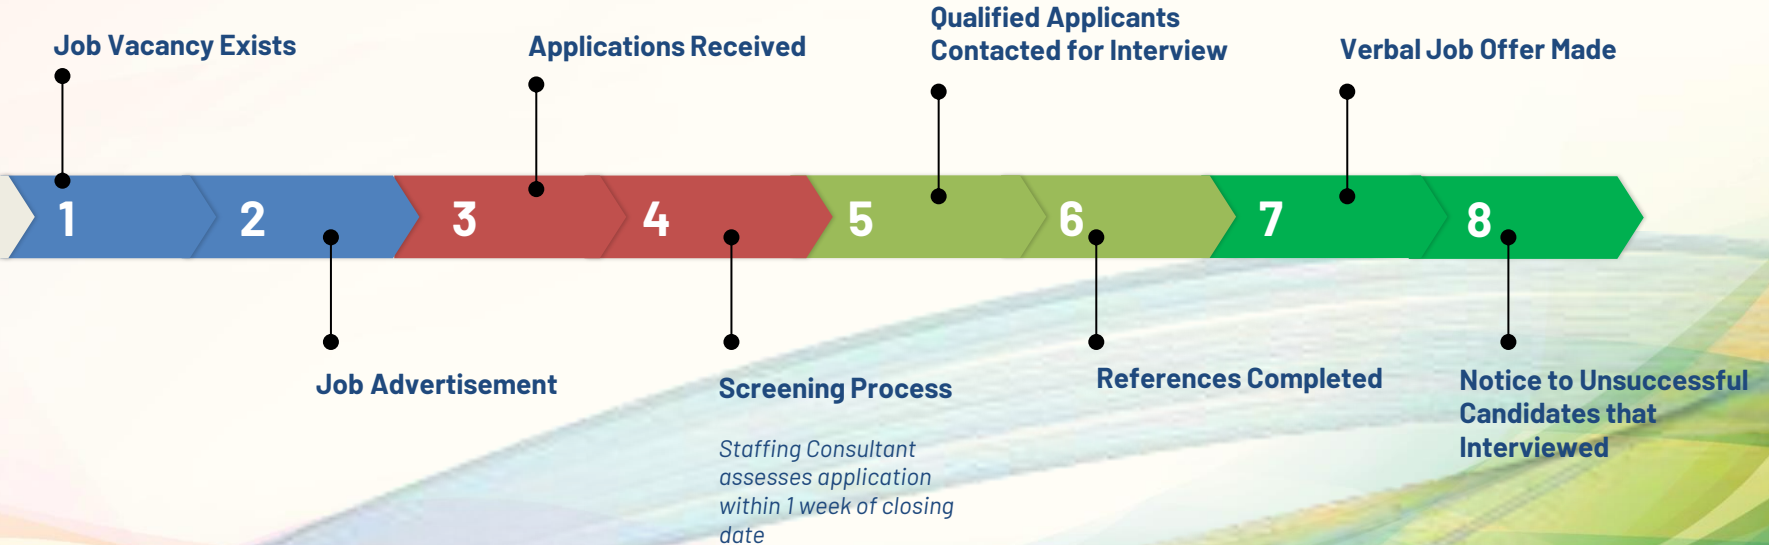 Job Vacancy Exists
Applications Received
Qualified Applicants
Contacted for Interview
Verbal Job Offer Made
1
2
3
4
5
6
7
8
Job Advertisement
Screening Process
Staffing Consultant
assesses application
within 1 week of closing
date
References Completed
Notice to Unsuccessful
Candidates that
Interviewed